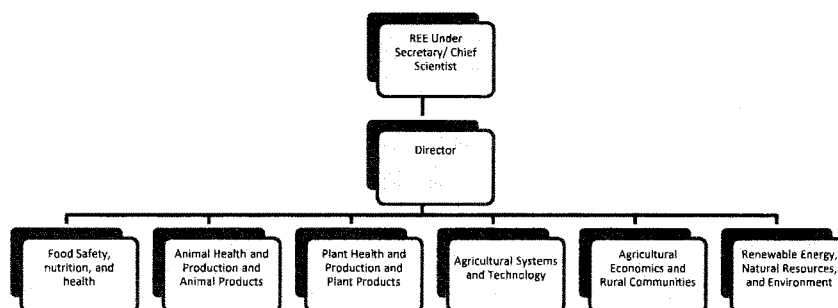 REE Under
Secretary/ Chief
Scientist
Director
Food Safety,
nutrition, and
health
Animal Health and
Production and
Animal Products
Plant Health and
Production and
Plant Products
Agricultural Systems
and Technology
Agricultural
Economics and
Rural Communities
Renewable Energy,
Natural Resources,
and Environment